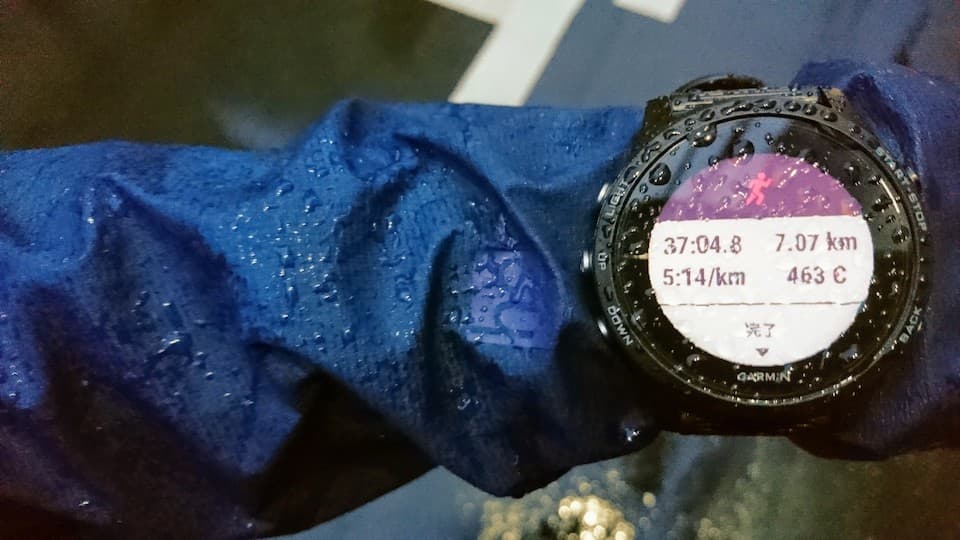 LIGHT
START
STOP
UP
37:04.8 7.07 km
5:14/km 463 C
DOWN
完了
BACK
GARMIN